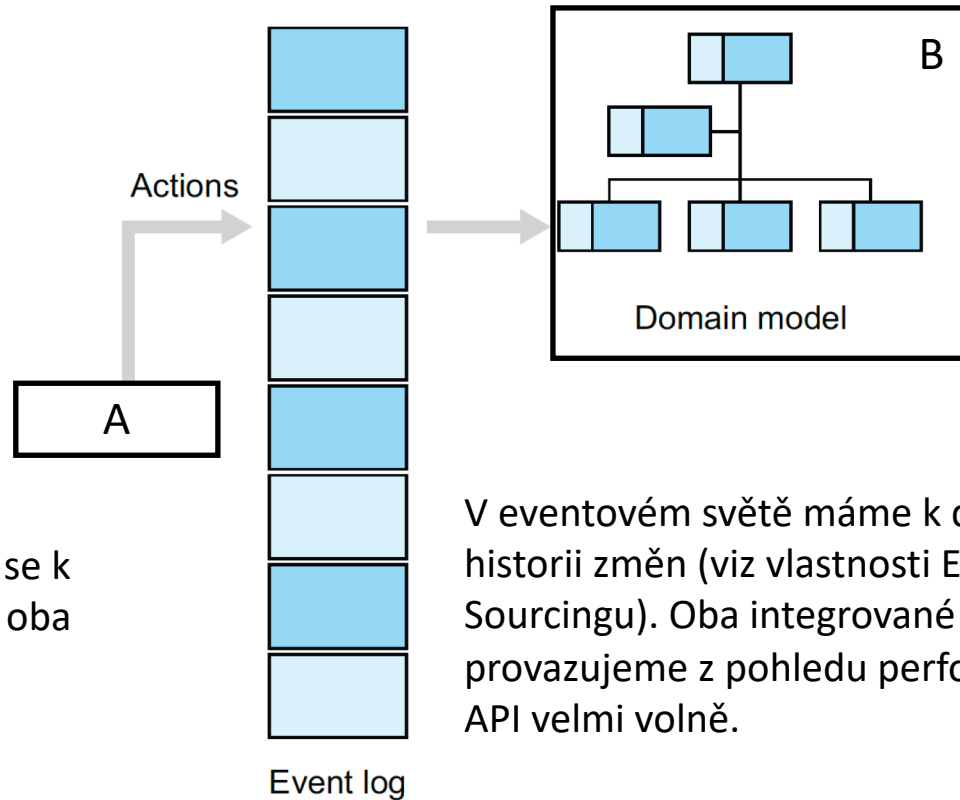 B
Actions
Domain model
A
se k
oba
V eventovém světě máme k
historii změn (viz vlastnosti
Sourcingu). Oba integrované
provazujeme z pohledu
API velmi volně.
Event log